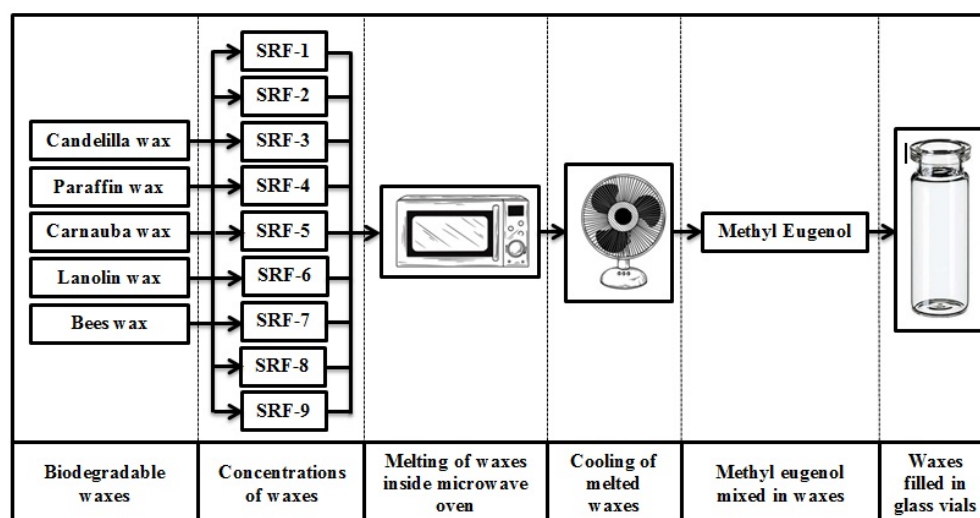 SRF-1
SRF-2
Candelilla wax
SRF-3
Paraffin wax
SRF-4
Carnauba wax
SRF-5
Methyl Eugenol
Lanolin wax
SRF-6
Bees wax
SRF-7
SRF-8
SRF-9
Biodegradable
waxes
Concentrations
of waxes
Melting of waxes
inside microwave
oven
Cooling of
melted
waxes
Methyl eugenol
mixed in waxes
Waxes
filled in
glass vials